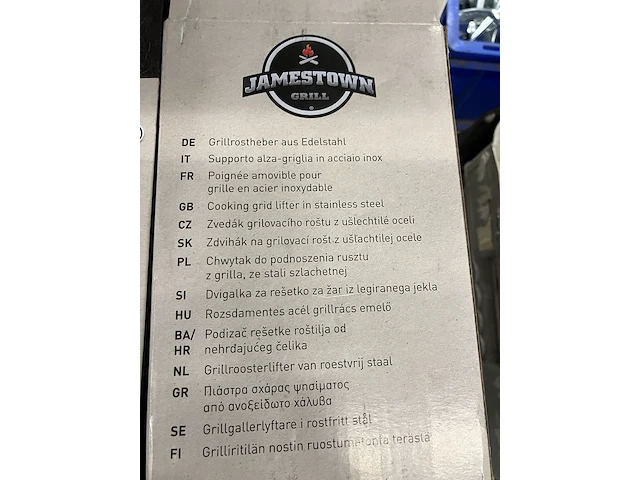 JAMESTOWN
GRILL
DE Grillrostheber aus Edelstahl
IT Supporto alza-griglia in acciaio inox
FR Poignée amovible pour
grille en acier inoxydable
GB Cooking grid lifter in stainless steel
CZ Zvedák grilovacího roštu z ušlechtilé oceli
SK Zdvihák na grilovací rošt z ušľachtilej ocele
PL Chwytak do podnoszenia rusztu
z grilla, ze stali szlachetnej
SI Dvigalka za rešetko za žar iz legiranega jekla
HU Rozsdamentes acél grillrács emelő
BA/ Podizač rešetke roštilja od
HR nehrđajućeg čelika
NL Grillroosterlifter van roestvrij staal
GR Πιάστρα σχάρας ψησίματος
από ανοξείδωτο χάλυβα
SE Grillgallerlyftare i rostfritt stål
FI Grilliritilän nostin ruostumatonta terästä